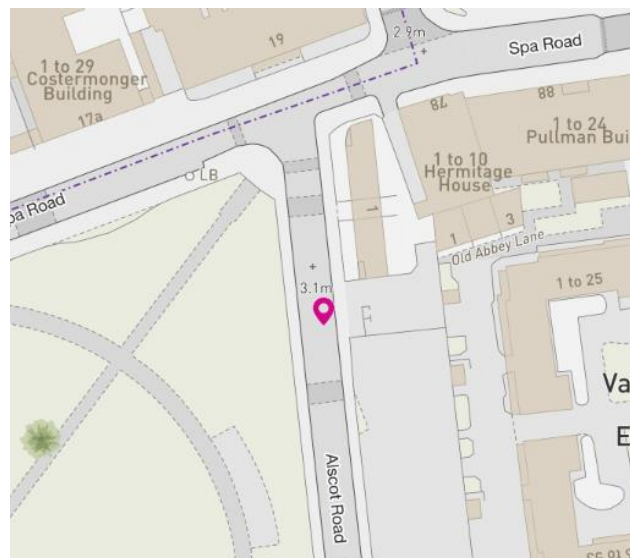 2.9m
Spa Road
19
1 to 29
Costermonger
Building
17a
78
88
1 to 24
Pullman Bui
1 to 10
Hermitage
House
LB
pa Road
1
1
3
Old Abbey Lane
3.1m
1 to 25
Va
E
Alscot Road